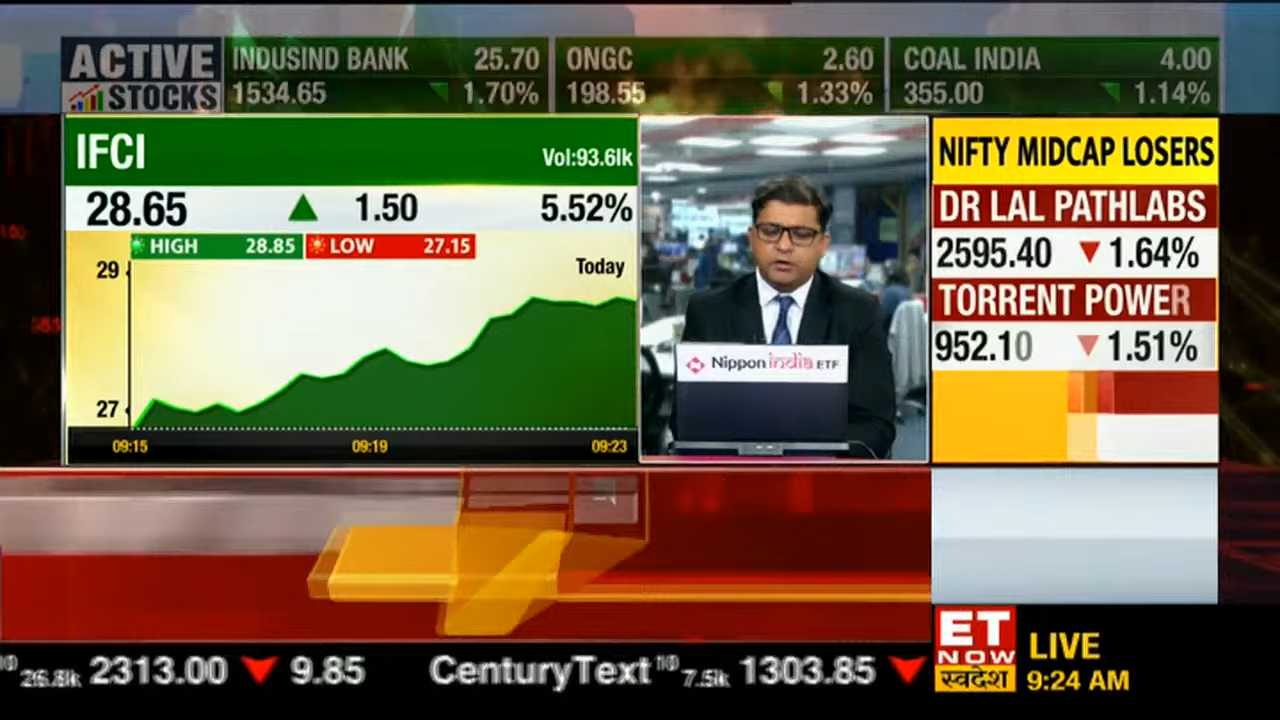 ACTIVE
STOCKS
INDUSIND BANK 25.70
1534.65 1.70%
ONGC 2.60
198.55 1.33%
COAL INDIA 4.00
355.00 1.14%
IFCI
Vol:93.6lk
28.65 1.50 5.52%
HIGH 28.85 LOW 27.15
Today
29
27
09:15 09:19 09:23
Nippon india ETF
NIFTY MIDCAP LOSERS
DR LAL PATHLABS
2595.40 1.64%
TORRENT POWER
952.10 1.51%
26.8k 2313.00 9.85 CenturyText 7.5k 1303.85
ET
NOW
स्वदेश
LIVE
9:24 AM